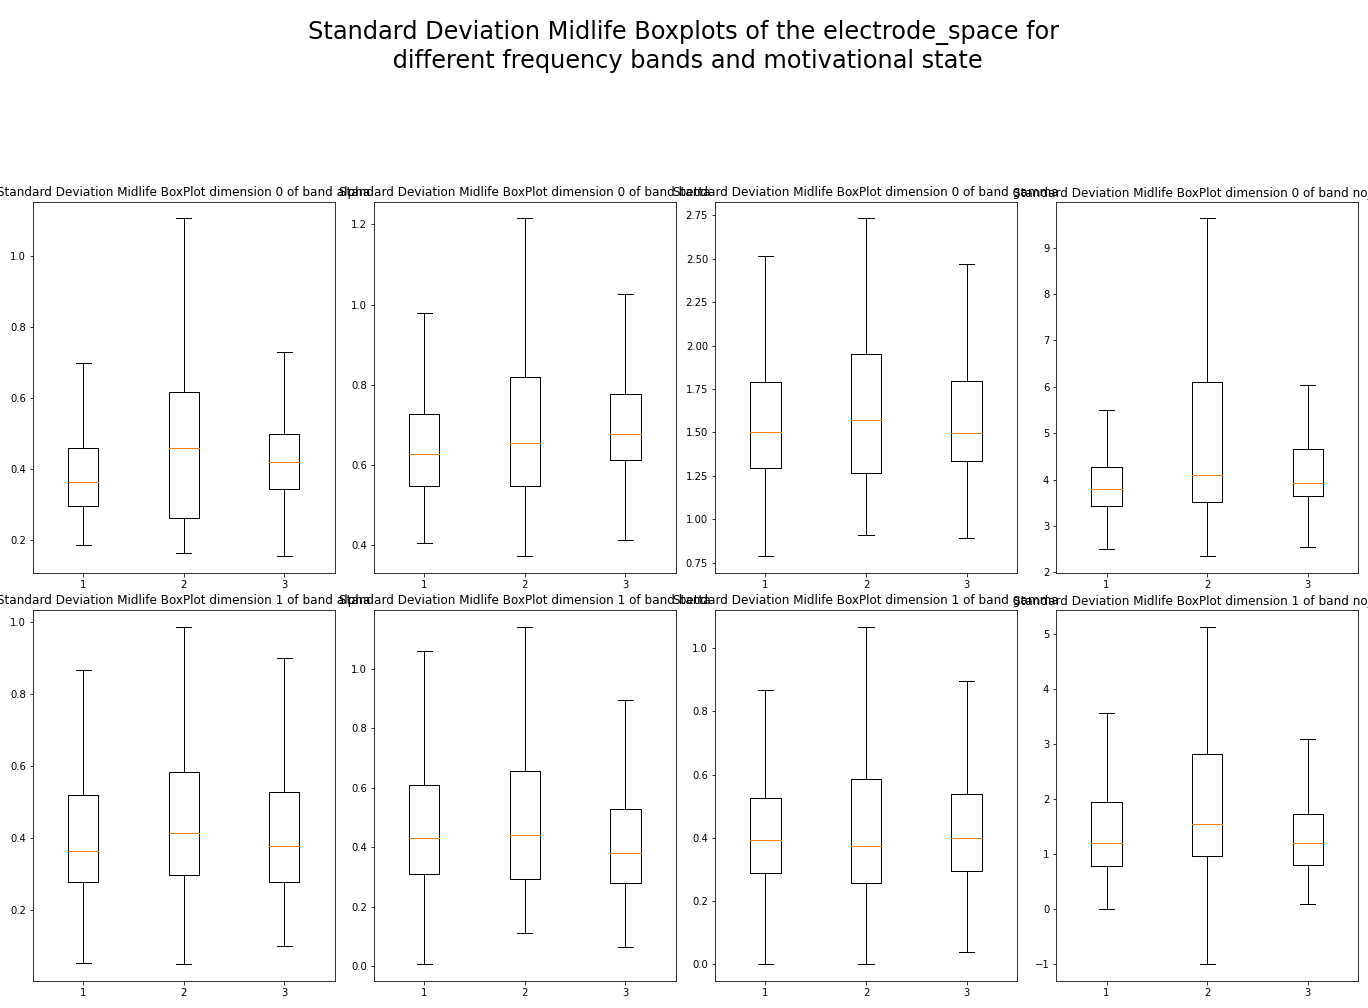 Standard Deviation Midlife Boxplots of the electrode_space for
different frequency bands and motivational state
Standard Deviation Midlife BoxPlot dimension 0 of band alpha
Standard Deviation Midlife BoxPlot dimension 0 of band beta
Standard Deviation Midlife BoxPlot dimension 0 of band gamma
Standard Deviation Midlife BoxPlot dimension 0 of band no_
1.0
0.8
0.6
0.4
0.2
1 2 3
1.2
1.0
0.8
0.6
0.4
1 2 3
2.75
2.50
2.25
2.00
1.75
1.50
1.25
1.00
0.75
1 2 3
9
8
7
6
5
4
3
2
1 2 3
Standard Deviation Midlife BoxPlot dimension 1 of band alpha
Standard Deviation Midlife BoxPlot dimension 1 of band beta
Standard Deviation Midlife BoxPlot dimension 1 of band gamma
Standard Deviation Midlife BoxPlot dimension 1 of band no_
1.0
0.8
0.6
0.4
0.2
1 2 3
1.0
0.8
0.6
0.4
0.2
0.0
1 2 3
1.0
0.8
0.6
0.4
0.2
0.0
1 2 3
5
4
3
2
1
0
−1
1 2 3